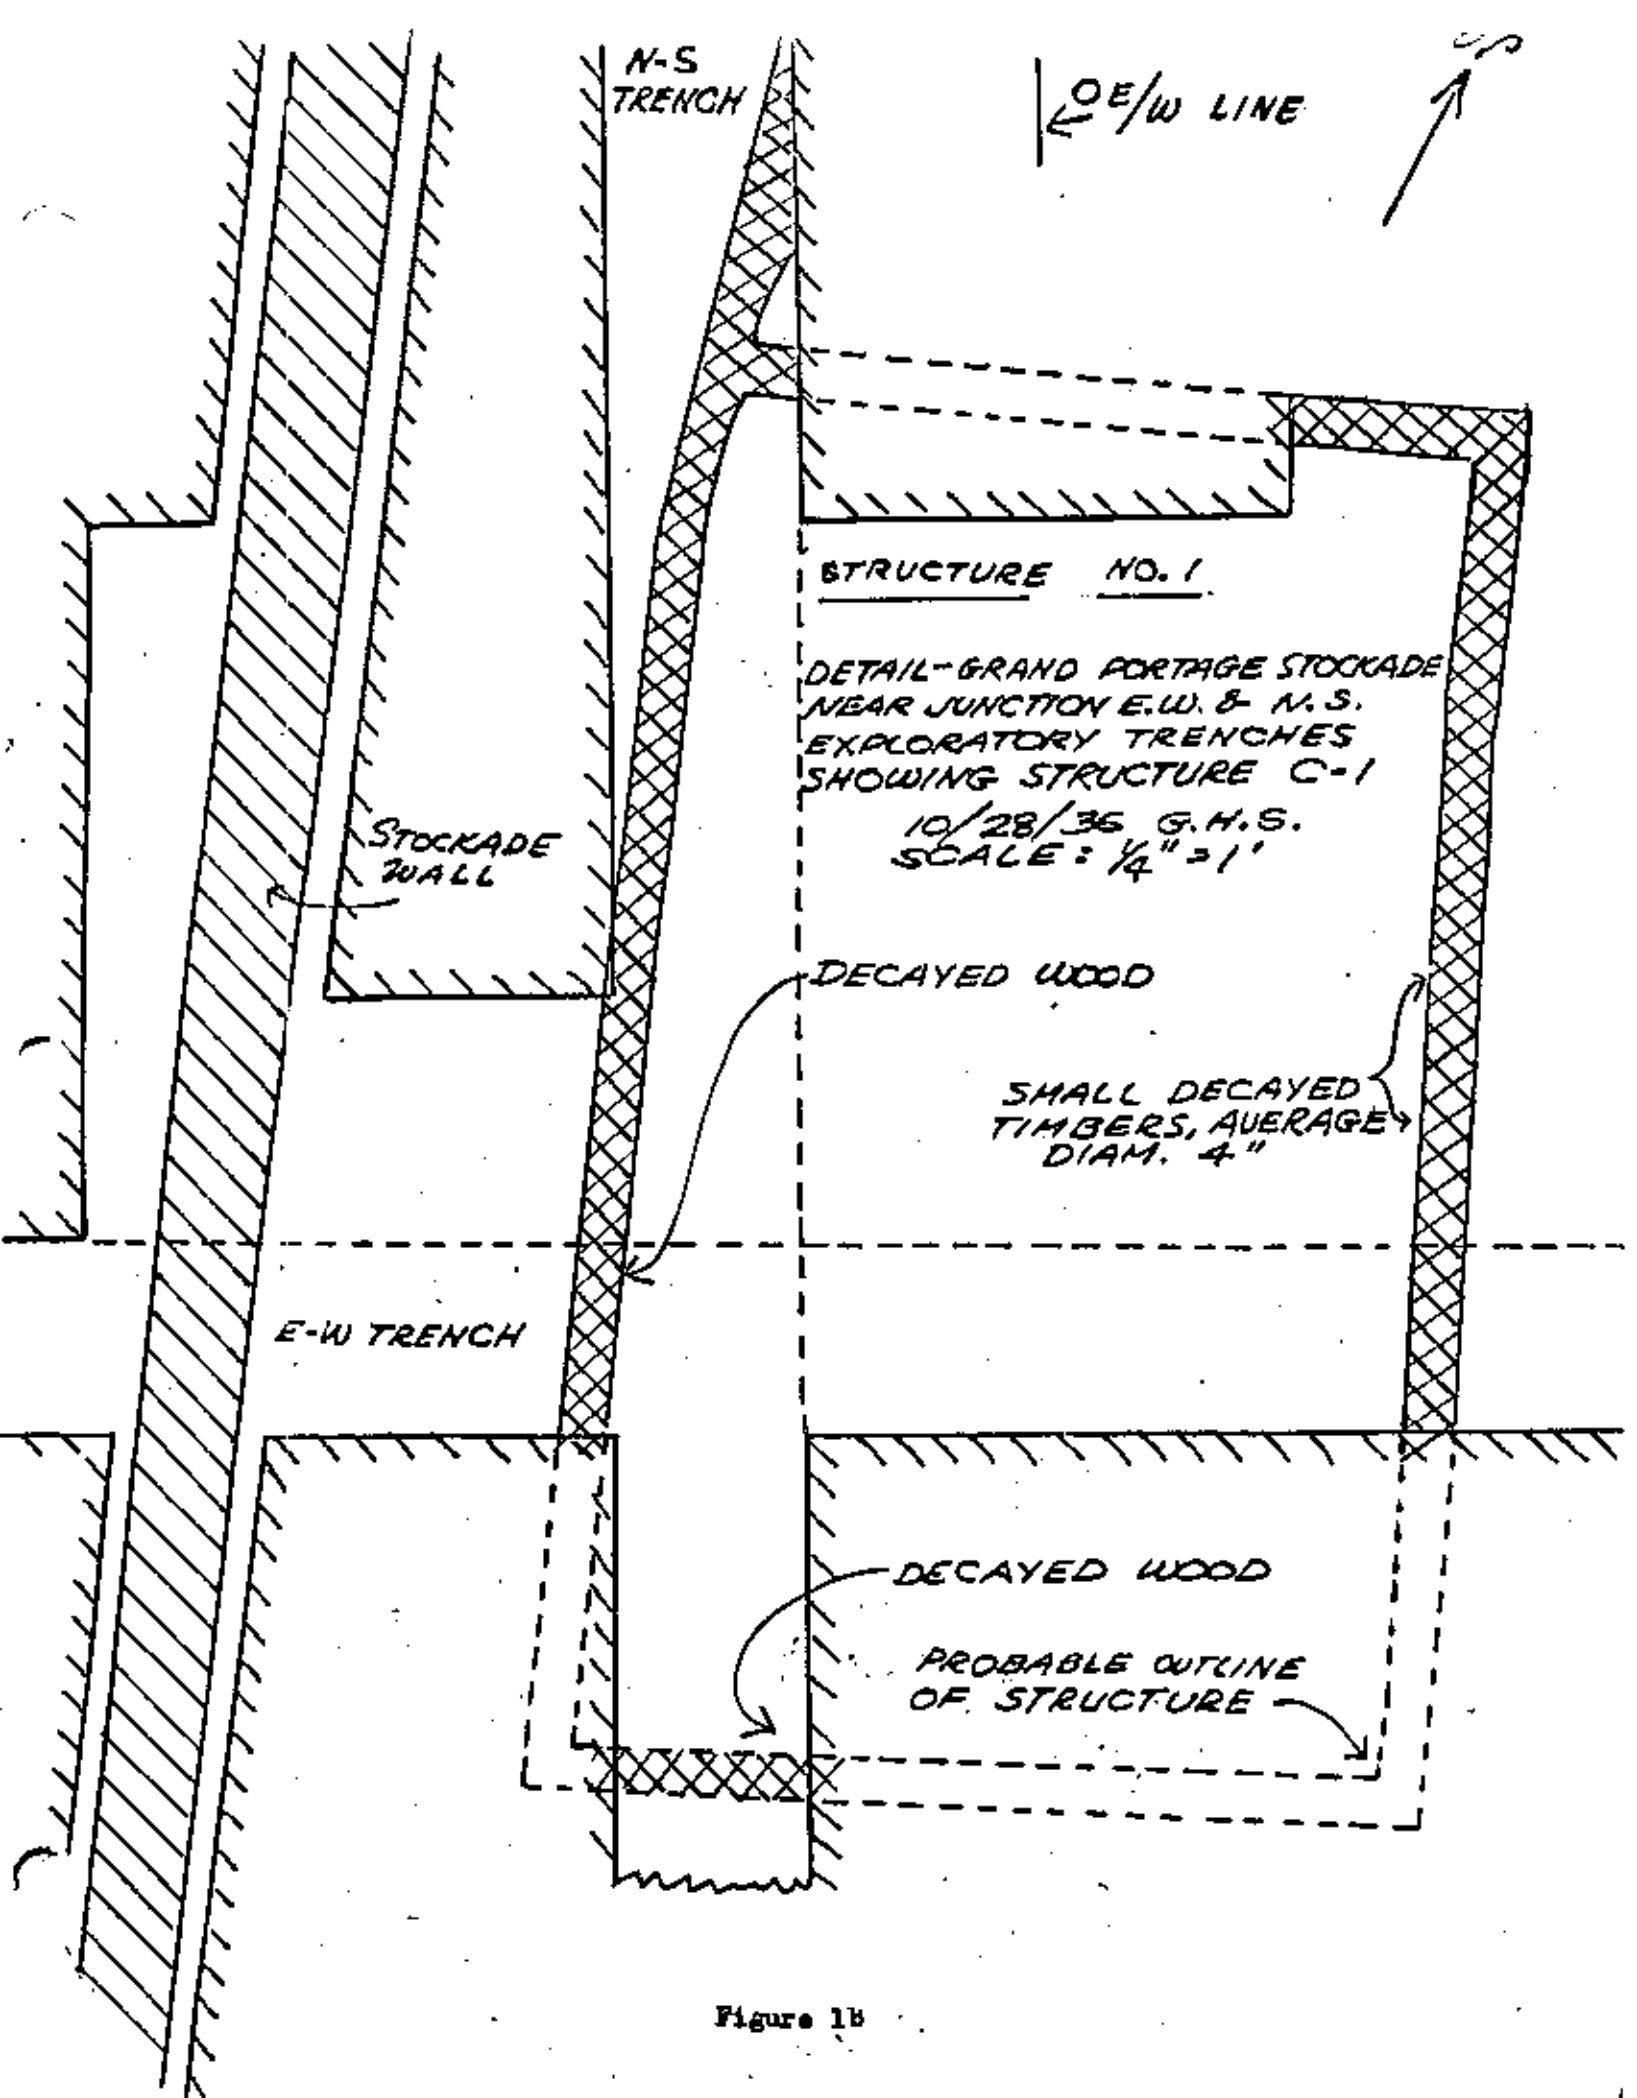 N-S
TRENCH
O E/W LINE
STRUCTURE NO. 1
DETAIL-GRAND PORTAGE STOCKADE
NEAR JUNCTION E.W. & N.S.
EXPLORATORY TRENCHES
SHOWING STRUCTURE C-1
10/28/36 G.H.S.
SCALE: 1/4" = 1'
STOCKADE
WALL
DECAYED WOOD
SMALL DECAYED
TIMBERS, AVERAGE
DIAM. 4"
E-W TRENCH
DECAYED WOOD
PROBABLE OUTLINE
OF STRUCTURE
Figure 1b